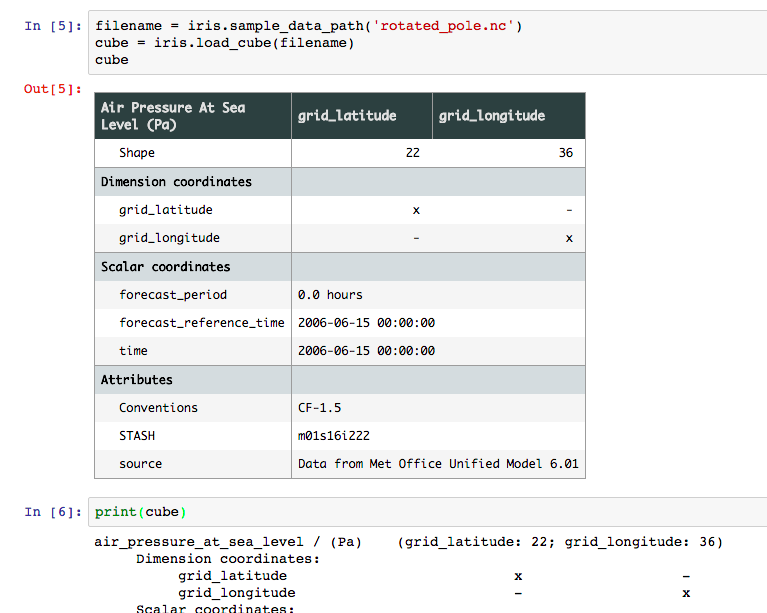 In [5]: filename = iris.sample_data_path('rotated_pole.nc')
cube = iris.load_cube(filename)
cube
Out[5]:
Air Pressure At Sea Level (Pa) grid_latitude grid_longitude
Shape 22 36
Dimension coordinates
grid_latitude x -
grid_longitude - x
Scalar coordinates
forecast_period 0.0 hours
forecast_reference_time 2006-06-15 00:00:00
time 2006-06-15 00:00:00
Attributes
Conventions CF-1.5
STASH m01s16i222
source Data from Met Office Unified Model 6.01
In [6]: print(cube)
air_pressure_at_sea_level / (Pa) (grid_latitude: 22; grid_longitude: 36)
Dimension coordinates:
grid_latitude x -
grid_longitude - x
Scalar coordinates: